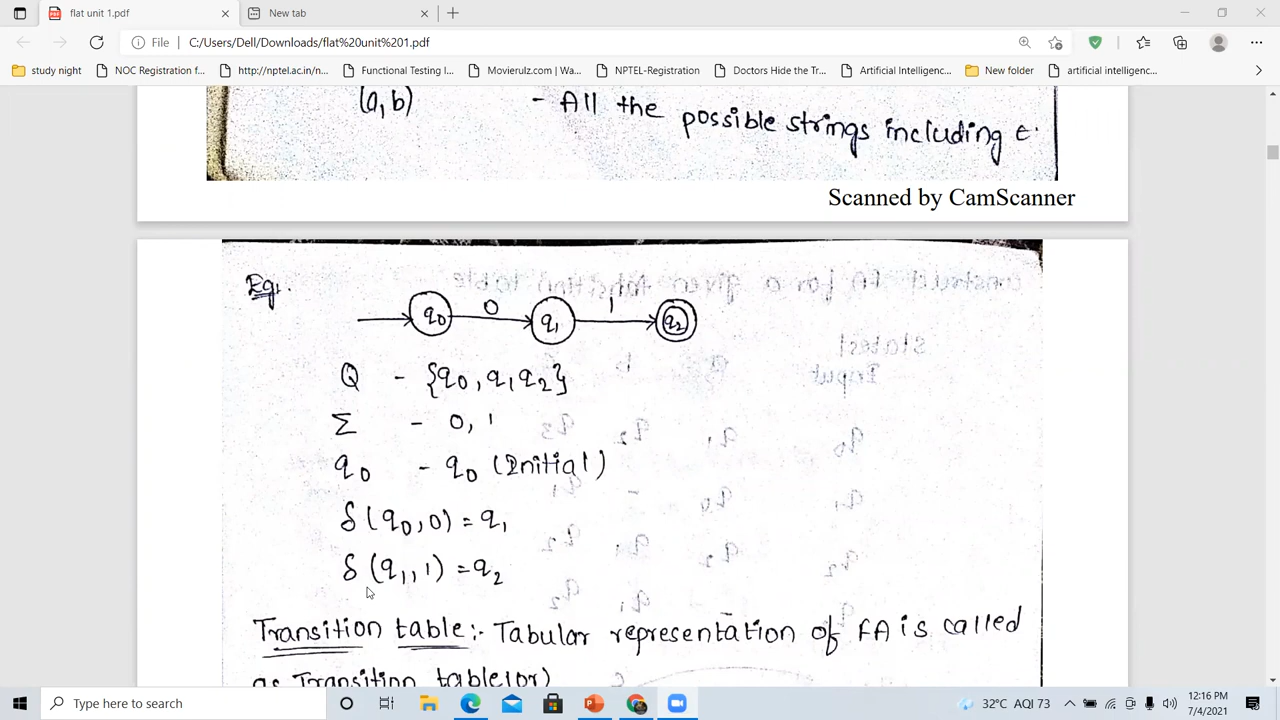 flat unit 1.pdf
New tab
File
C:/Users/Dell/Downloads/flat%20unit%201.pdf
study night
NOC Registration f...
http://nptel.ac.in/n...
Functional Testing I...
Movierulz.com | Wa...
NPTEL-Registration
Doctors Hide the Tr...
Artificial Intelligenc...
New folder
artificial intelligenc...
(a, b) - All the possible strings including ε.
Scanned by CamScanner
Eg:.
q0 0 q1 1 q2
Q - {q0, q1 q2}
Σ - 0, 1
q0 - q0 (Initial)
δ(q0, 0) = q1
δ(q1, 1) = q2
Transition table:- Tabular representation of FA is called
as Transition table(or)
Type here to search
32°C AQI 73
12:16 PM
7/4/2021